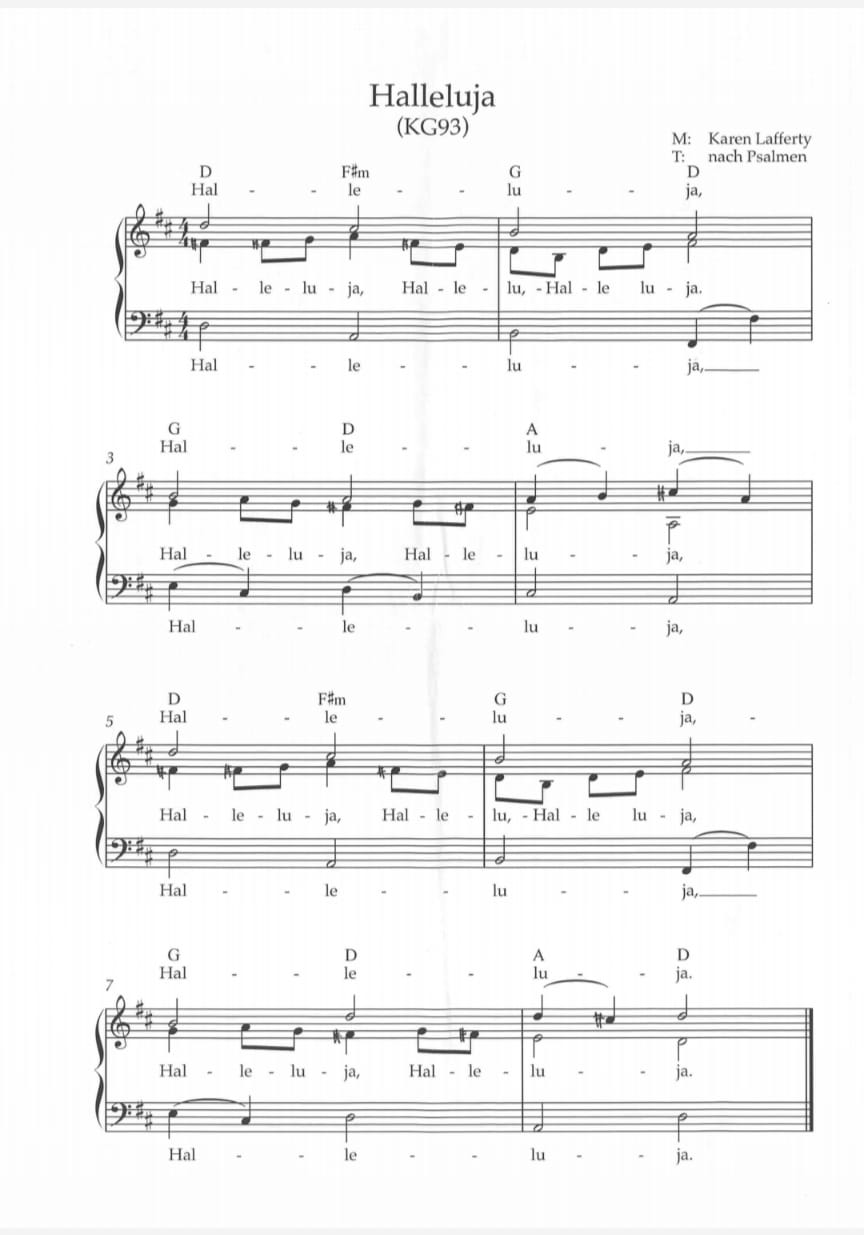 Halleluja
(KG93)
M: Karen Lafferty
T: nach Psalmen
D F#m G D
Hal - - le - - lu - - ja,
4 4
Hal - le - lu - ja, Hal - le - lu, - Hal - le lu - ja.
4 4
Hal - - le - - lu - - ja,
G D A
Hal - - le - - lu - ja,
3
Hal - le - lu - ja, Hal - le - lu - - ja,
Hal - - le - - lu - - ja,
D F#m G D
Hal - - le - - lu - - ja, -
5
Hal - le - lu - ja, Hal - le - lu, - Hal - le lu - ja,
Hal - - le - - lu - - ja,
G D A D
Hal - - le - - lu - - ja.
7
Hal - le - lu - ja, Hal - le - lu - - ja.
Hal - - le - - lu - - ja.